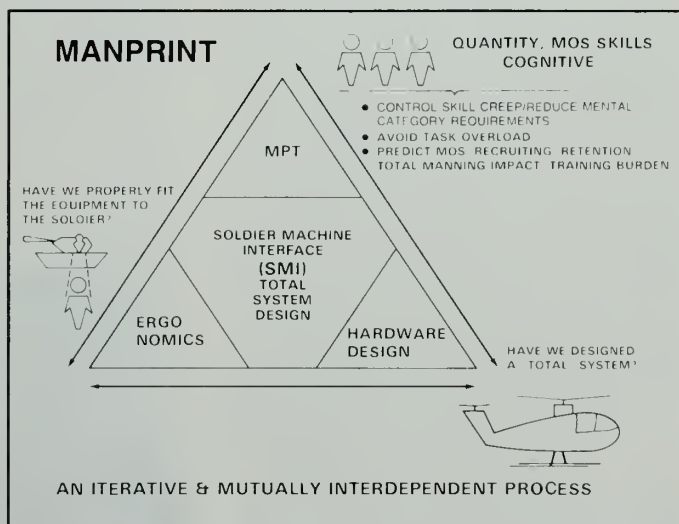 MANPRINT
QUANTITY, MOS SKILLS
COGNITIVE
• CONTROL SKILL CREEP/REDUCE MENTAL
CATEGORY REQUIREMENTS
• AVOID TASK OVERLOAD
• PREDICT MOS RECRUITING RETENTION
TOTAL MANNING IMPACT TRAINING BURDEN
MPT
HAVE WE PROPERLY FIT
THE EQUIPMENT TO
THE SOLDIER?
SOLDIER MACHINE
INTERFACE
(SMI)
TOTAL
SYSTEM
DESIGN
ERGO
NOMICS
HARDWARE
DESIGN
HAVE WE DESIGNED
A TOTAL SYSTEM?
AN ITERATIVE & MUTUALLY INTERDEPENDENT PROCESS